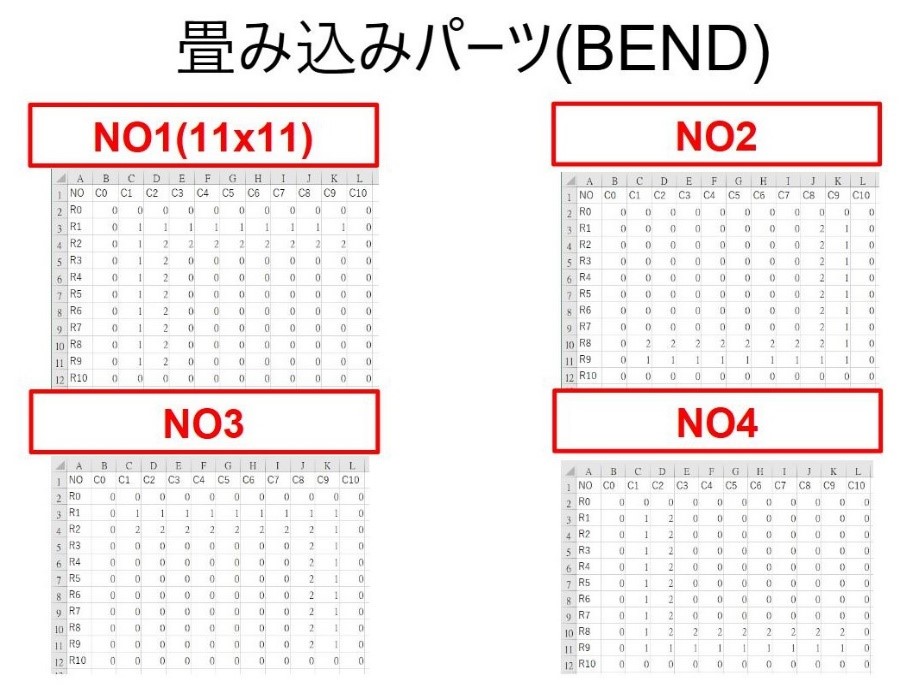 畳み込みパーツ(BEND)
NO1(11x11)
A B C D E F G H I J K L
1 NO C0 C1 C2 C3 C4 C5 C6 C7 C8 C9 C10
2 R0 0 0 0 0 0 0 0 0 0 0 0
3 R1 0 1 1 1 1 1 1 1 1 1 0
4 R2 0 1 2 2 2 2 2 2 2 2 0
5 R3 0 1 2 0 0 0 0 0 0 0 0
6 R4 0 1 2 0 0 0 0 0 0 0 0
7 R5 0 1 2 0 0 0 0 0 0 0 0
8 R6 0 1 2 0 0 0 0 0 0 0 0
9 R7 0 1 2 0 0 0 0 0 0 0 0
10 R8 0 1 2 0 0 0 0 0 0 0 0
11 R9 0 1 2 0 0 0 0 0 0 0 0
12 R10 0 0 0 0 0 0 0 0 0 0 0
NO2
A B C D E F G H I J K L
1 NO C0 C1 C2 C3 C4 C5 C6 C7 C8 C9 C10
2 R0 0 0 0 0 0 0 0 0 0 0 0
3 R1 0 0 0 0 0 0 0 0 2 1 0
4 R2 0 0 0 0 0 0 0 0 2 1 0
5 R3 0 0 0 0 0 0 0 0 2 1 0
6 R4 0 0 0 0 0 0 0 0 2 1 0
7 R5 0 0 0 0 0 0 0 0 2 1 0
8 R6 0 0 0 0 0 0 0 0 2 1 0
9 R7 0 0 0 0 0 0 0 0 2 1 0
10 R8 0 2 2 2 2 2 2 2 2 1 0
11 R9 0 1 1 1 1 1 1 1 1 1 0
12 R10 0 0 0 0 0 0 0 0 0 0 0
NO3
A B C D E F G H I J K L
1 NO C0 C1 C2 C3 C4 C5 C6 C7 C8 C9 C10
2 R0 0 0 0 0 0 0 0 0 0 0 0
3 R1 0 1 1 1 1 1 1 1 1 1 0
4 R2 0 2 2 2 2 2 2 2 2 1 0
5 R3 0 0 0 0 0 0 0 0 2 1 0
6 R4 0 0 0 0 0 0 0 0 2 1 0
7 R5 0 0 0 0 0 0 0 0 2 1 0
8 R6 0 0 0 0 0 0 0 0 2 1 0
9 R7 0 0 0 0 0 0 0 0 2 1 0
10 R8 0 0 0 0 0 0 0 0 2 1 0
11 R9 0 0 0 0 0 0 0 0 2 1 0
12 R10 0 0 0 0 0 0 0 0 0 0 0
NO4
A B C D E F G H I J K L
1 NO C0 C1 C2 C3 C4 C5 C6 C7 C8 C9 C10
2 R0 0 0 0 0 0 0 0 0 0 0 0
3 R1 0 1 2 0 0 0 0 0 0 0 0
4 R2 0 1 2 0 0 0 0 0 0 0 0
5 R3 0 1 2 0 0 0 0 0 0 0 0
6 R4 0 1 2 0 0 0 0 0 0 0 0
7 R5 0 1 2 0 0 0 0 0 0 0 0
8 R6 0 1 2 0 0 0 0 0 0 0 0
9 R7 0 1 2 0 0 0 0 0 0 0 0
10 R8 0 1 2 2 2 2 2 2 2 2 0
11 R9 0 1 1 1 1 1 1 1 1 1 0
12 R10 0 0 0 0 0 0 0 0 0 0 0